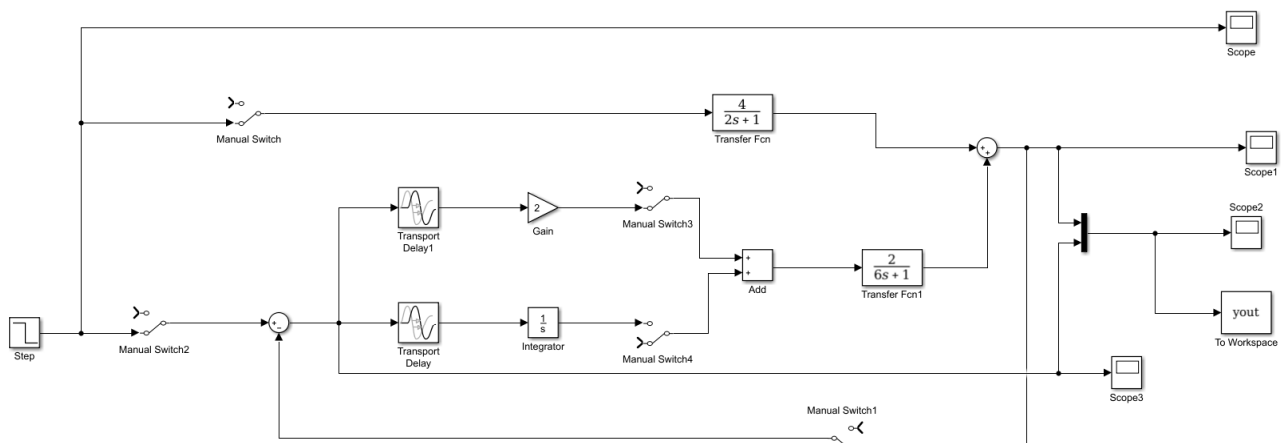 Scope
4
2s + 1
Manual Switch
Transfer Fcn
+
+
Scope1
Transport
Delay1
2
Gain
Manual Switch3
Scope2
+
+
Add
2
6s + 1
Transfer Fcn1
Step
Manual Switch2
+
−
Transport
Delay
1
s
Integrator
Manual Switch4
yout
To Workspace
Scope3
Manual Switch1